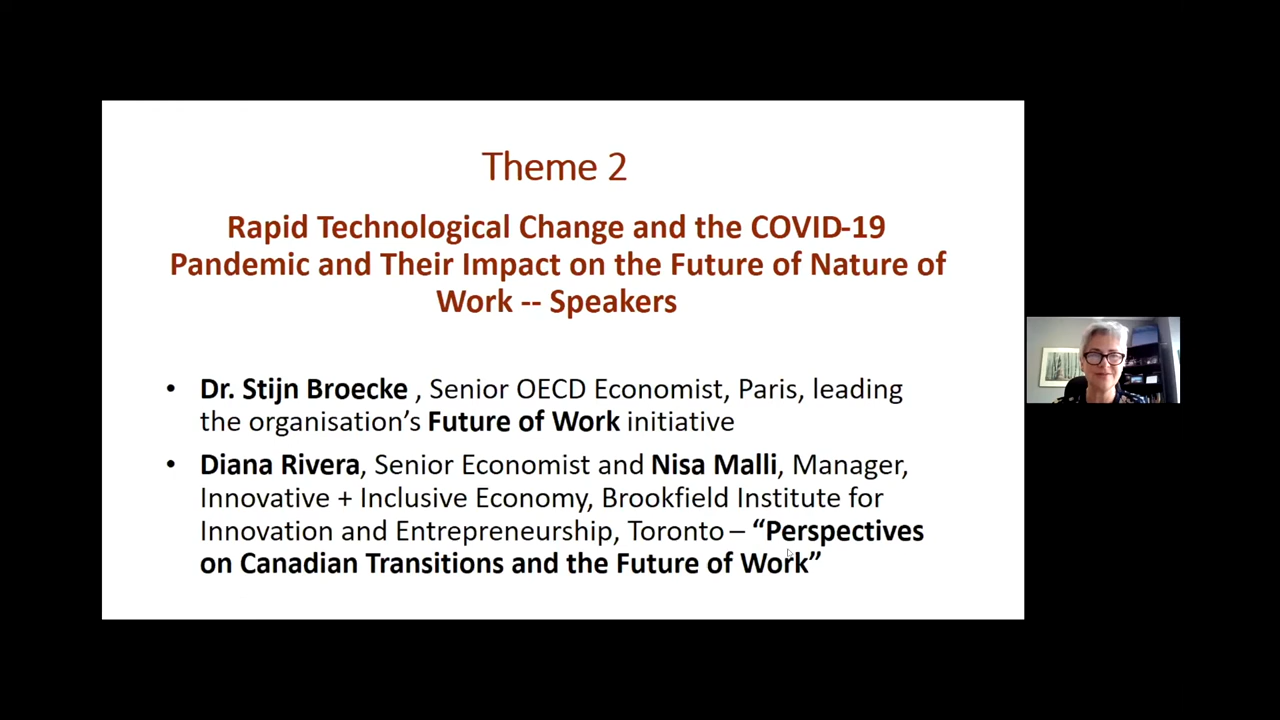 Theme 2
Rapid Technological Change and the COVID-19
Pandemic and Their Impact on the Future of Nature of
Work -- Speakers
• Dr. Stijn Broecke , Senior OECD Economist, Paris, leading
the organisation’s Future of Work initiative
• Diana Rivera, Senior Economist and Nisa Malli, Manager,
Innovative + Inclusive Economy, Brookfield Institute for
Innovation and Entrepreneurship, Toronto – “Perspectives
on Canadian Transitions and the Future of Work”